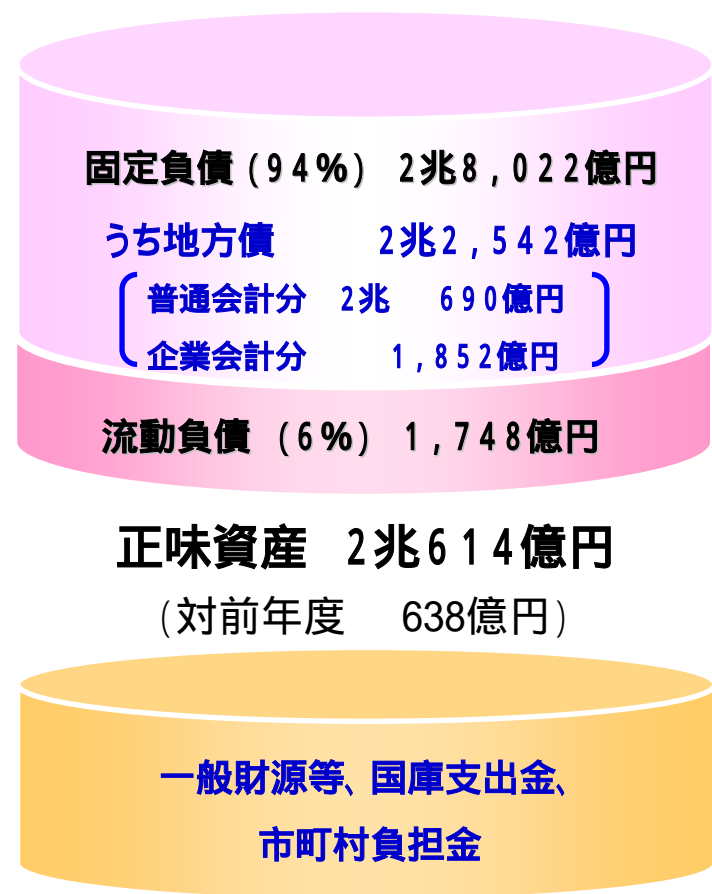 固定負債(94%) 2兆8,022億円
うち地方債 2兆2,542億円
普通会計分 2兆 690億円
企業会計分 1,852億円
流動負債 (6%) 1,748億円
正味資産 2兆614億円
(対前年度 638億円)
一般財源等、国庫支出金、
市町村負担金